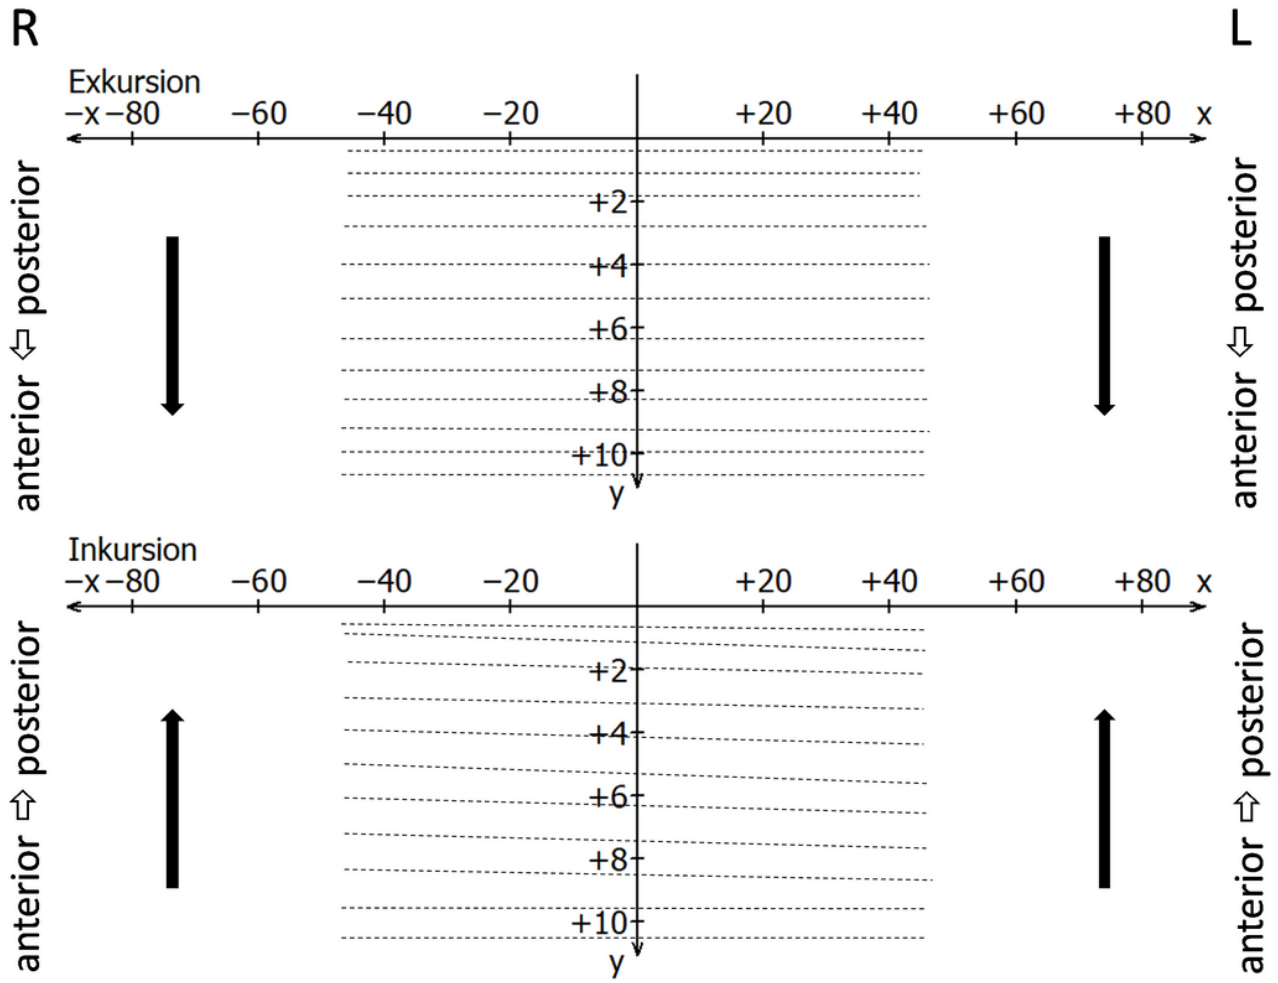 R
L
Exkursion
−x −80 −60 −40 −20 +20 +40 +60 +80 x
+2
+4
+6
+8
+10
y
anterior ⇦ posterior
anterior ⇦ posterior
Inkursion
−x −80 −60 −40 −20 +20 +40 +60 +80 x
+2
+4
+6
+8
+10
y
anterior ⇨ posterior
anterior ⇨ posterior